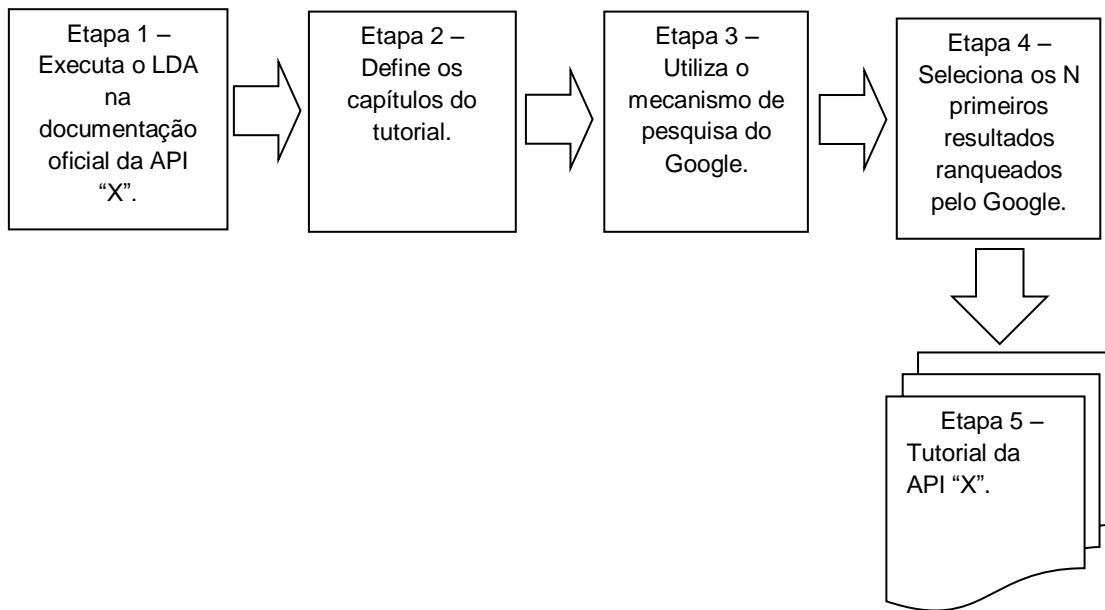 Etapa 1 –
Executa o LDA
na
documentação
oficial da API
“X”.
Etapa 2 –
Define os
capítulos do
tutorial.
Etapa 3 –
Utiliza o
mecanismo de
pesquisa do
Google.
Etapa 4 –
Seleciona os N
primeiros
resultados
ranqueados
pelo Google.
Etapa 5 –
Tutorial da
API “X”.